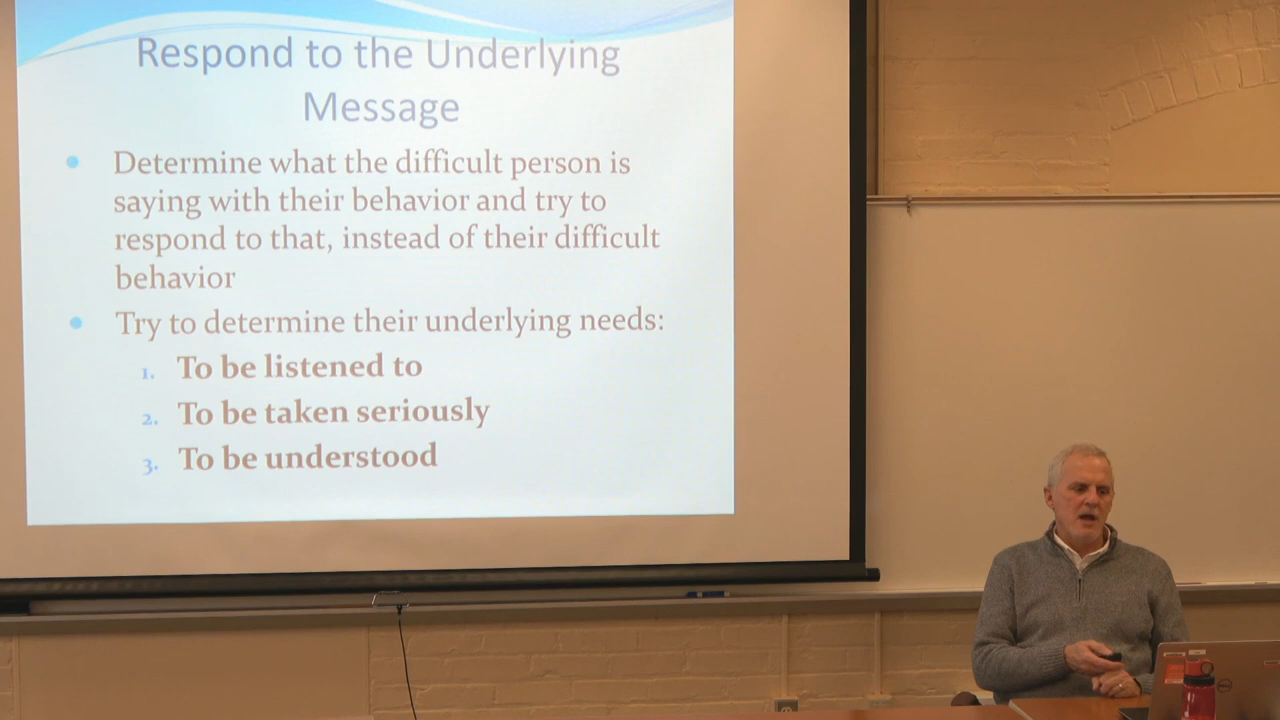 Respond to the Underlying
Message
• Determine what the difficult person is
saying with their behavior and try to
respond to that, instead of their difficult
behavior
• Try to determine their underlying needs:
1. To be listened to
2. To be taken seriously
3. To be understood
DELL